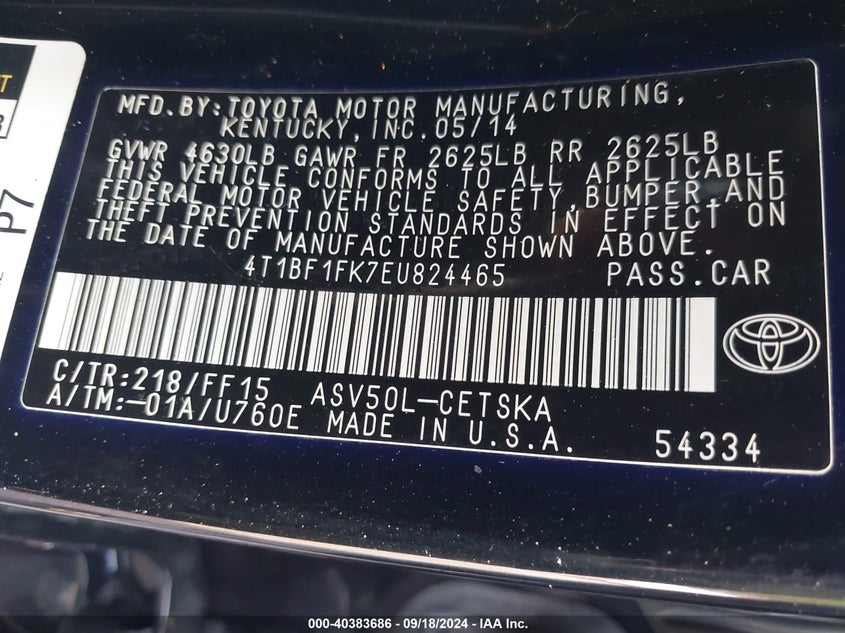 MFD.BY:TOYOTA MOTOR MANUFACTURING,
KENTUCKY,INC.05/14
GVWR 4630LB GAWR FR 2625LB RR 2625LB
THIS VEHICLE CONFORMS TO ALL APPLICABLE
FEDERAL MOTOR VEHICLE SAFETY,BUMPER,AND
THEFT PREVENTION STANDARDS IN EFFECT ON
THE DATE OF MANUFACTURE SHOWN ABOVE.
4T1BF1FK7EU824465 PASS.CAR
C/TR:218/FF15 ASV50L-CETSKA
A/TM:-01A/U760E MADE IN U.S.A. 54334
P7
000-40383686 - 09/18/2024 - IAA Inc.